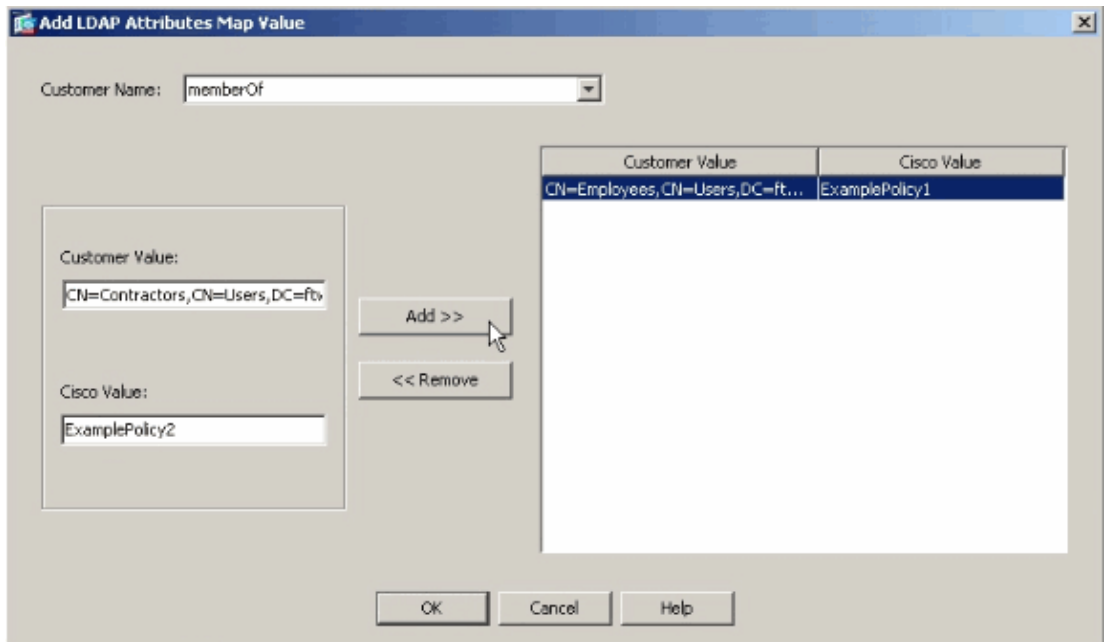 Add LDAP Attributes Map Value
Customer Name: memberOf
Customer Value Cisco Value
CN=Employees,CN=Users,DC=ft... ExamplePolicy1
Customer Value:
CN=Contractors,CN=Users,DC=ftw
Add >>
<< Remove
Cisco Value:
ExamplePolicy2
OK Cancel Help